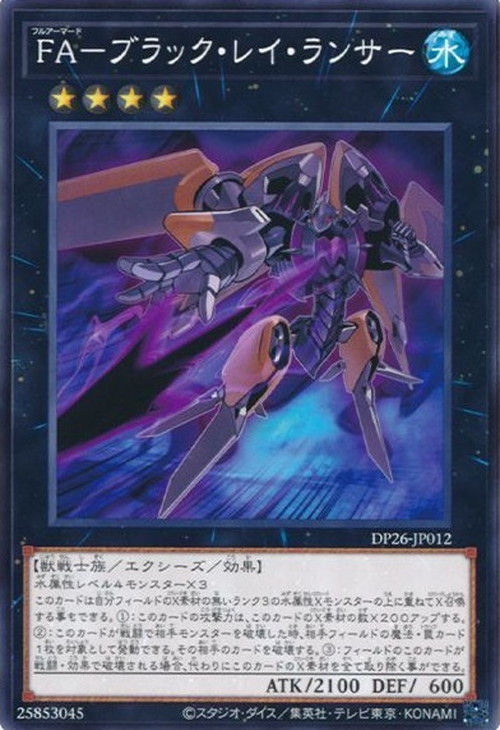 フルアーマード
FA－ブラック・レイ・ランサー
水
DP26-JP012
【獣戦士族／エクシーズ／効果】
水属性レベル4モンスター×3
このカードは自分フィールドのX素材の無いランク3の水属性Xモンスターの上に重ねてX召喚
する事もできる。①：このカードの攻撃力は、このカードのX素材の数×200アップする。
②：このカードが戦闘で相手モンスターを破壊した時、相手フィールドの魔法・罠カード
1枚を対象として発動できる。その相手のカードを破壊する。③：フィールドのこのカードが
戦闘・効果で破壊される場合、代わりにこのカードのX素材を全て取り除く事ができる。
ATK/2100 DEF/ 600
25853045
©スタジオ・ダイス／集英社・テレビ東京・KONAMI